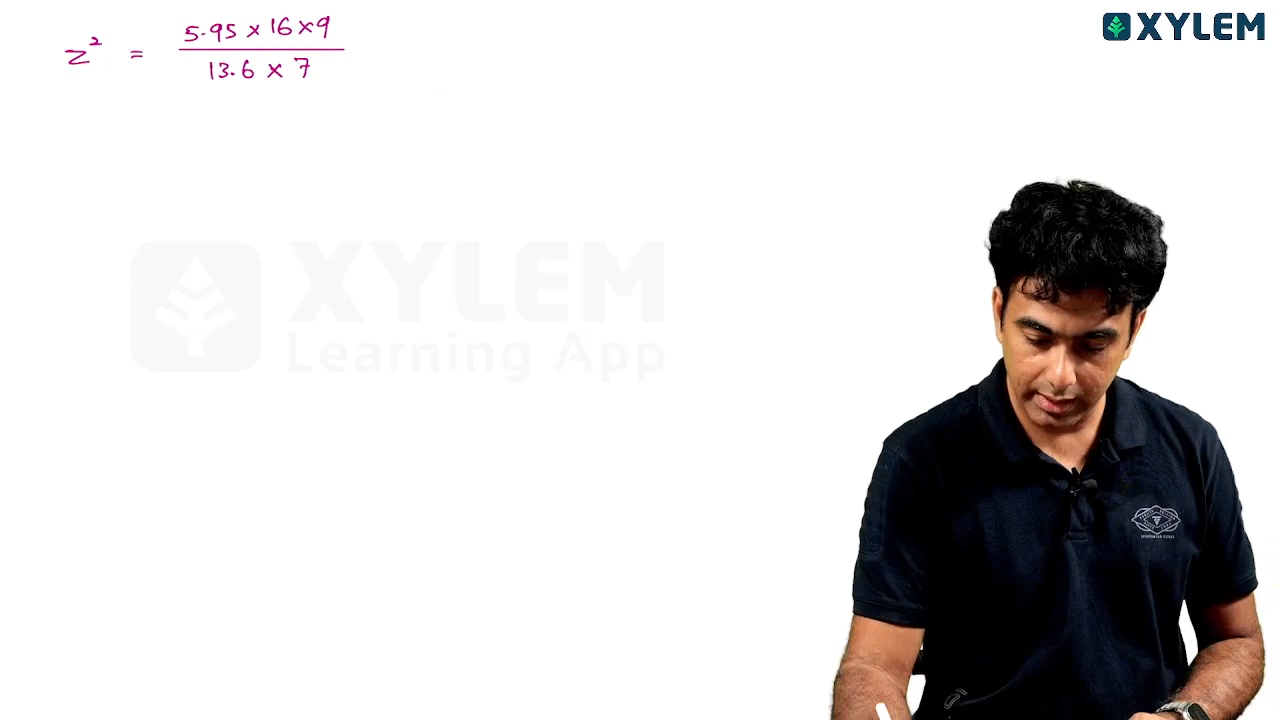 XYLEM
z² = 5.95 × 16 × 9 / 13.6 × 7
XYLEM
Learning App